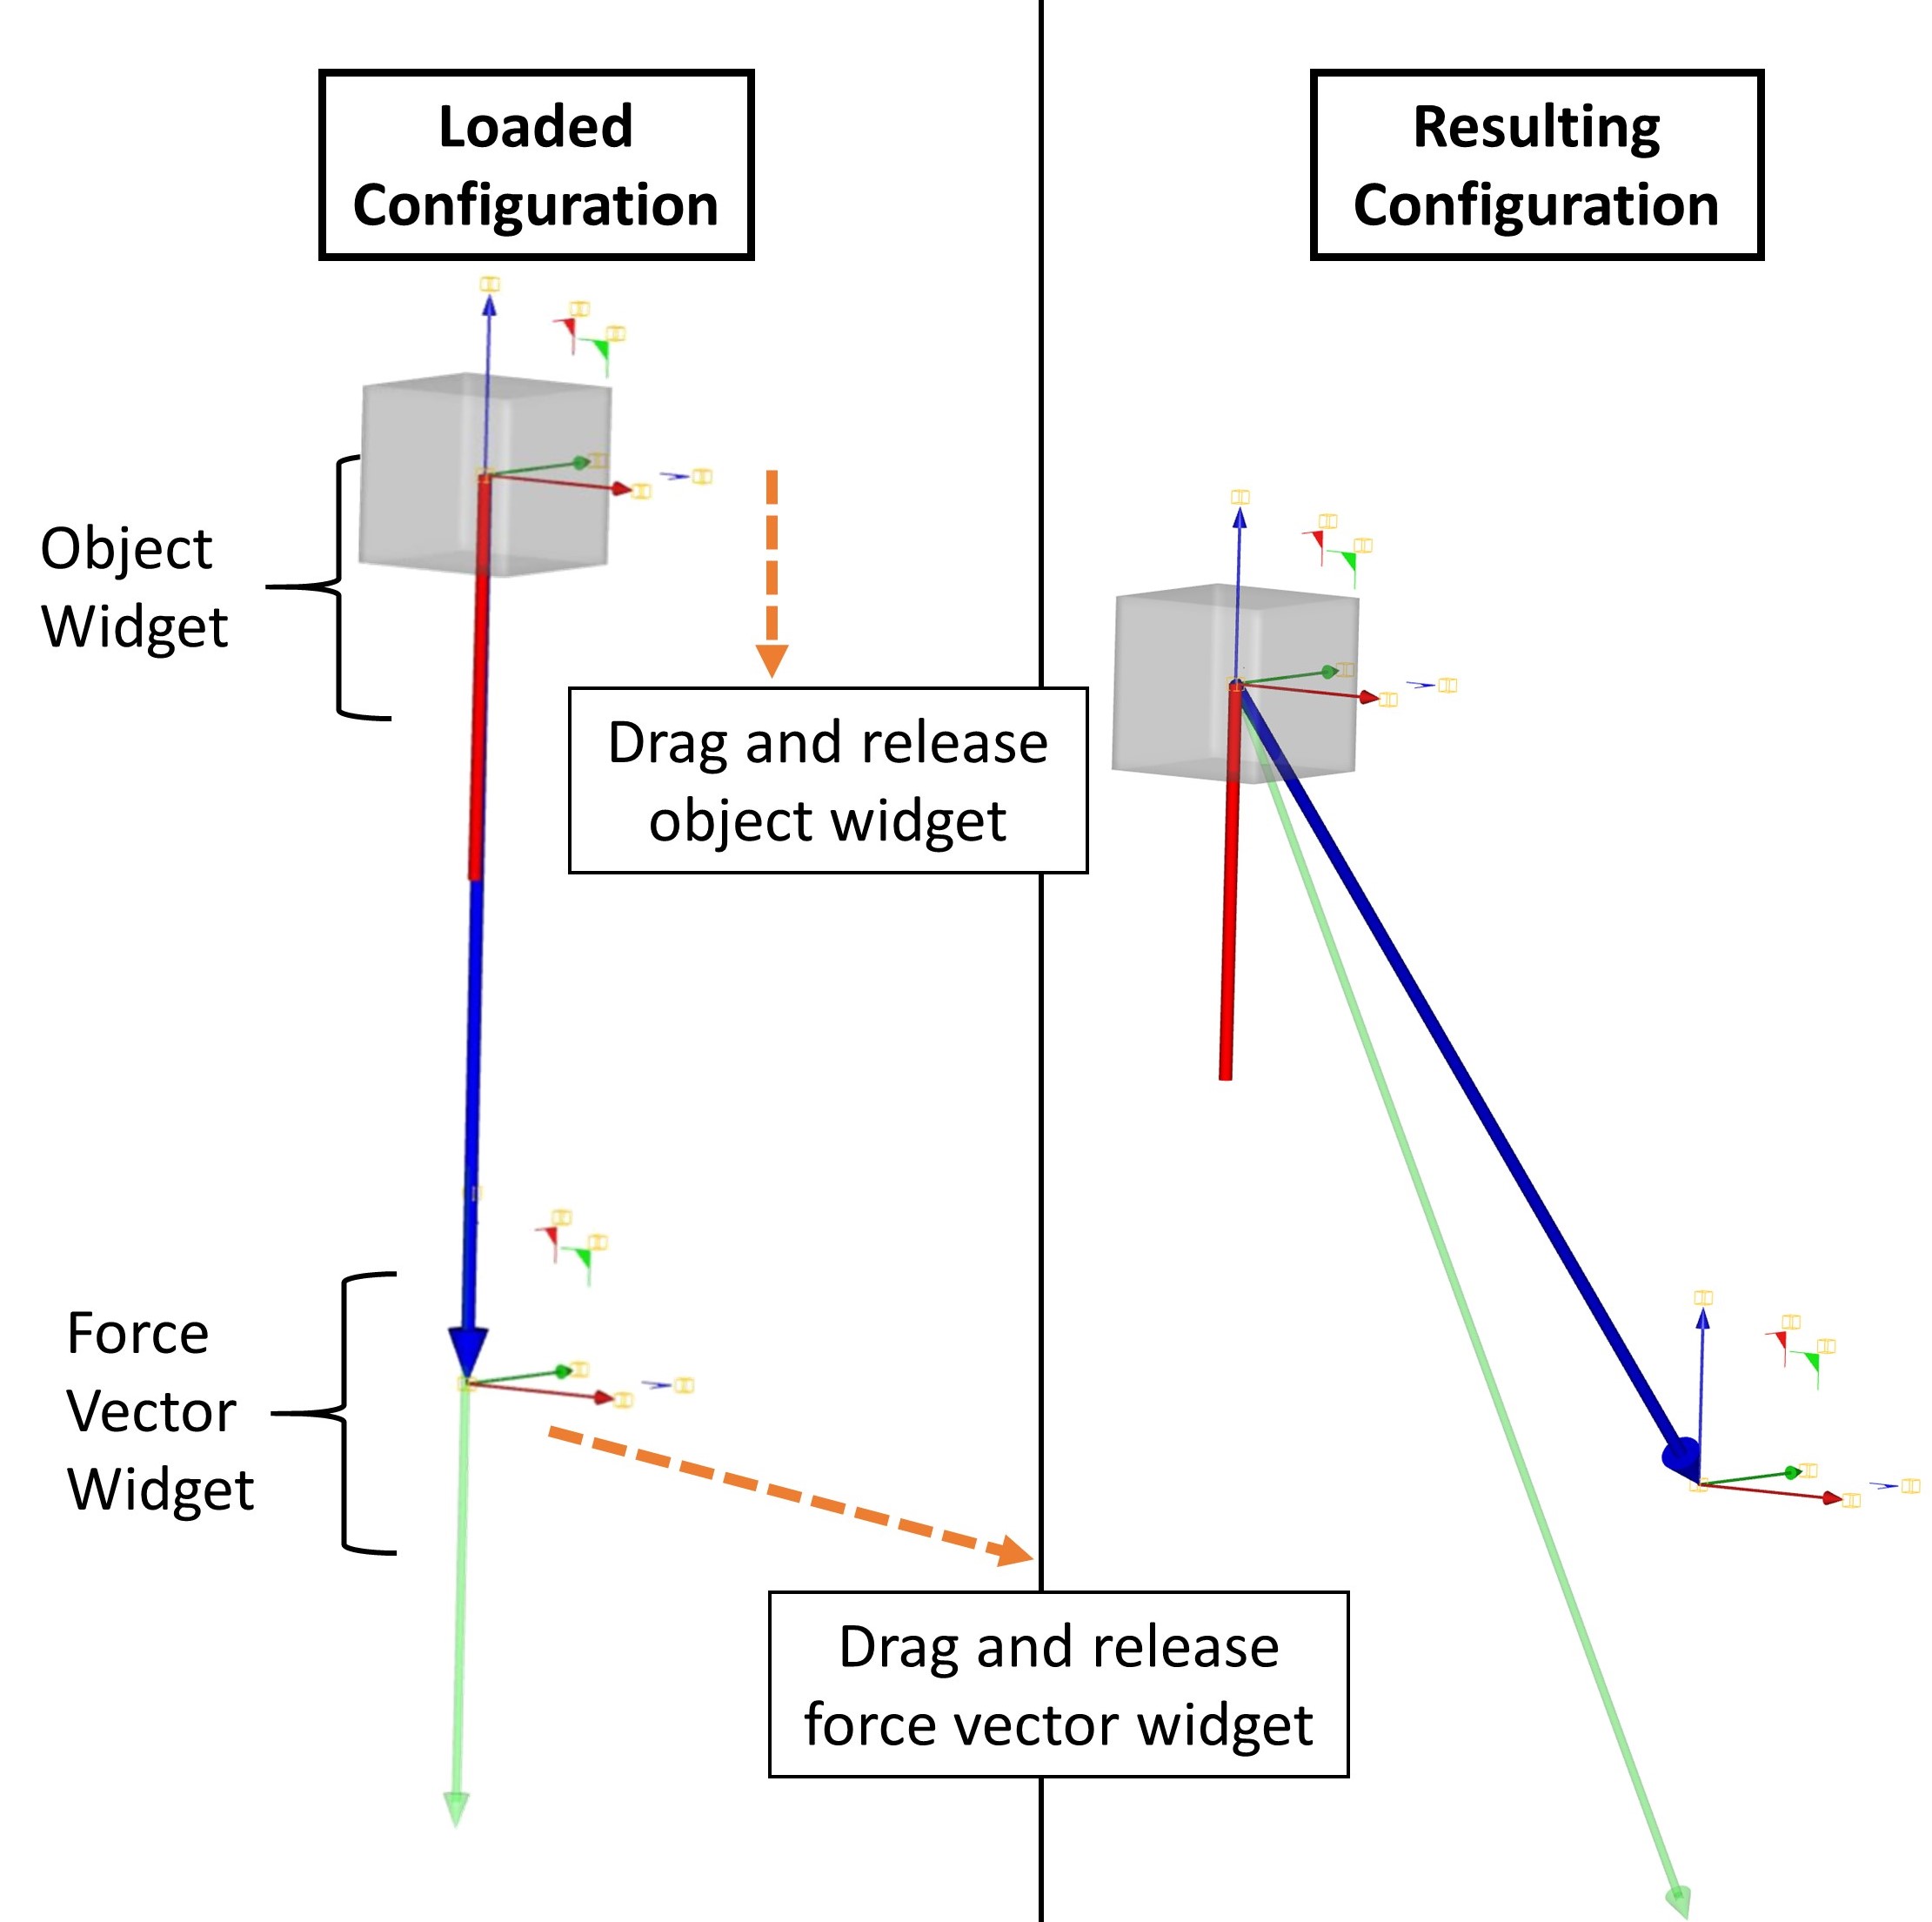 Loaded
Configuration
Resulting
Configuration
Object
Widget
Drag and release
object widget
Force
Vector
Widget
Drag and release
force vector widget